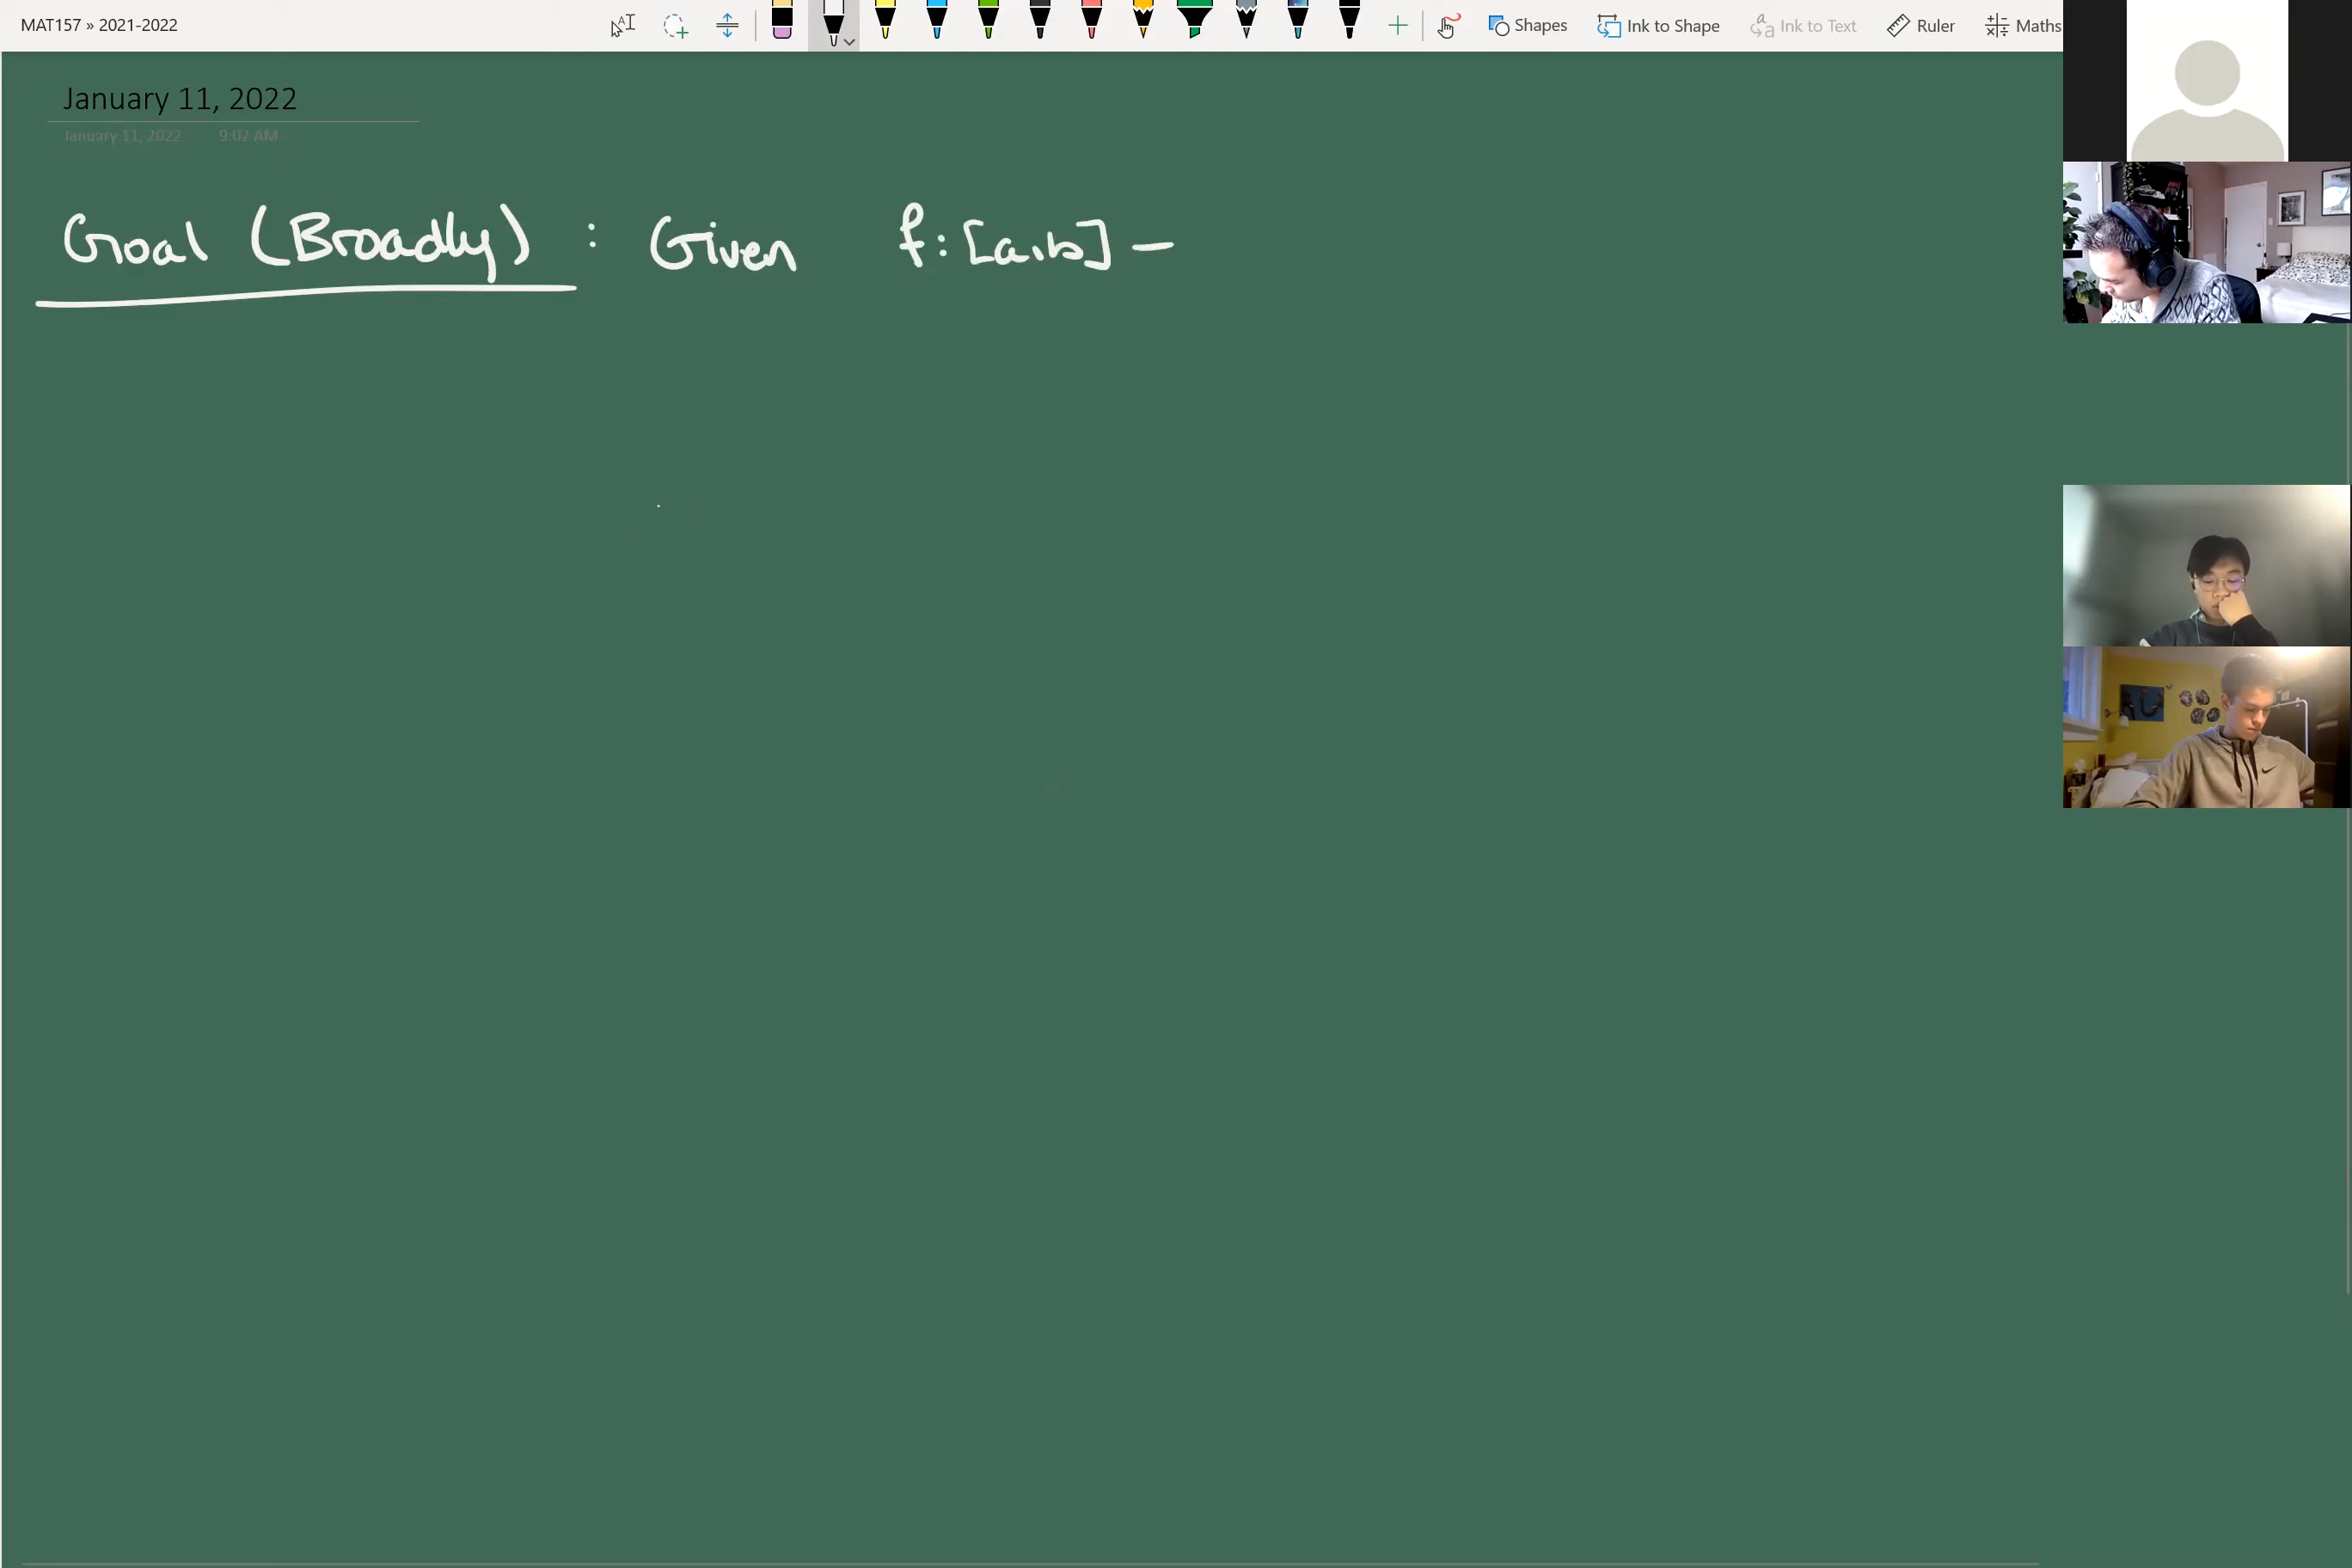 MAT157 » 2021-2022
Shapes Ink to Shape Ink to Text Ruler Maths
January 11, 2022
January 11, 2022 9:02 AM
Goal (Broadly) : Given f:[a,b] –